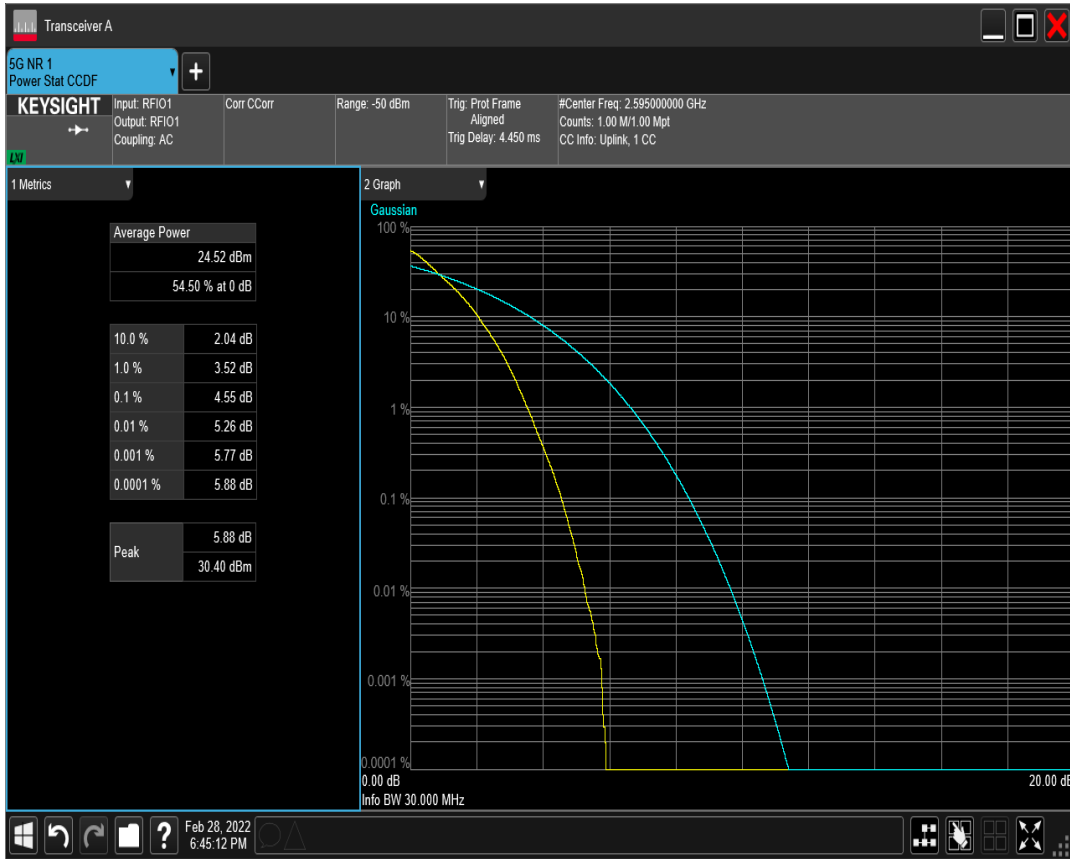 Transceiver A
5G NR 1
Power Stat CCDF
KEYSIGHT
LXI
Input: RFIO1
Output: RFIO1
Coupling: AC
Corr CCorr
Range: -50 dBm
Trig: Prot Frame
Aligned
Trig Delay: 4.450 ms
#Center Freq: 2.595000000 GHz
Counts: 1.00 M/1.00 Mpt
CC Info: Uplink, 1 CC
1 Metrics
Average Power
24.52 dBm
54.50 % at 0 dB
10.0 % 2.04 dB
1.0 % 3.52 dB
0.1 % 4.55 dB
0.01 % 5.26 dB
0.001 % 5.77 dB
0.0001 % 5.88 dB
Peak 5.88 dB
30.40 dBm
2 Graph
Gaussian
100 %
10 %
1 %
0.1 %
0.01 %
0.001 %
0.0001 %
0.00 dB 20.00 dB
Info BW 30.000 MHz
?
Feb 28, 2022
6:45:12 PM